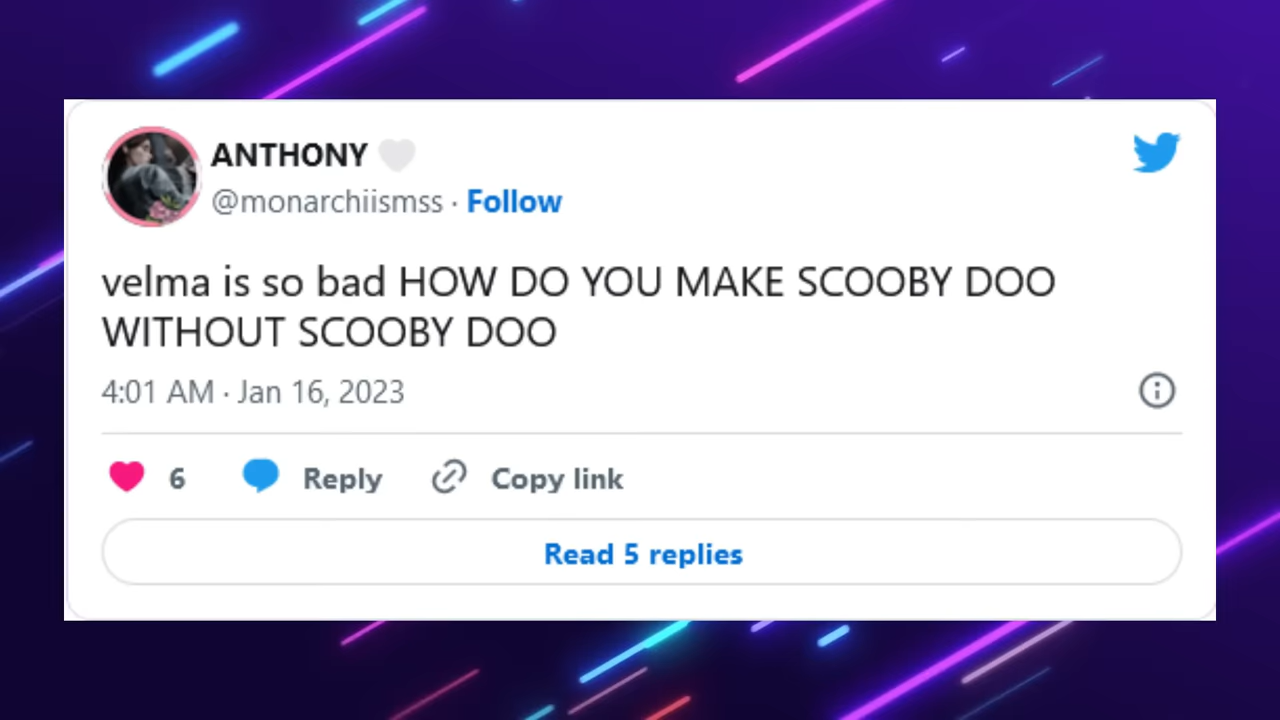 ANTHONY 🤍
@monarchiismss · Follow
velma is so bad HOW DO YOU MAKE SCOOBY DOO
WITHOUT SCOOBY DOO
4:01 AM · Jan 16, 2023
6 Reply Copy link
Read 5 replies